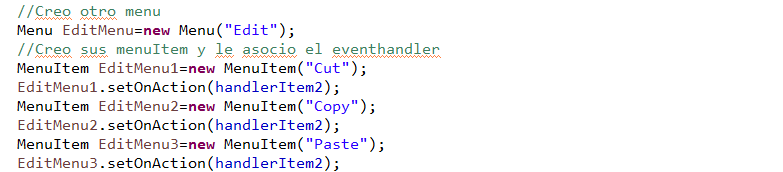 //Creo otro menu
Menu EditMenu=new Menu("Edit");
//Creo sus menuItem y le asocio el eventhandler
MenuItem EditMenu1=new MenuItem("Cut");
EditMenu1.setOnAction(handlerItem2);
MenuItem EditMenu2=new MenuItem("Copy");
EditMenu2.setOnAction(handlerItem2);
MenuItem EditMenu3=new MenuItem("Paste");
EditMenu3.setOnAction(handlerItem2);